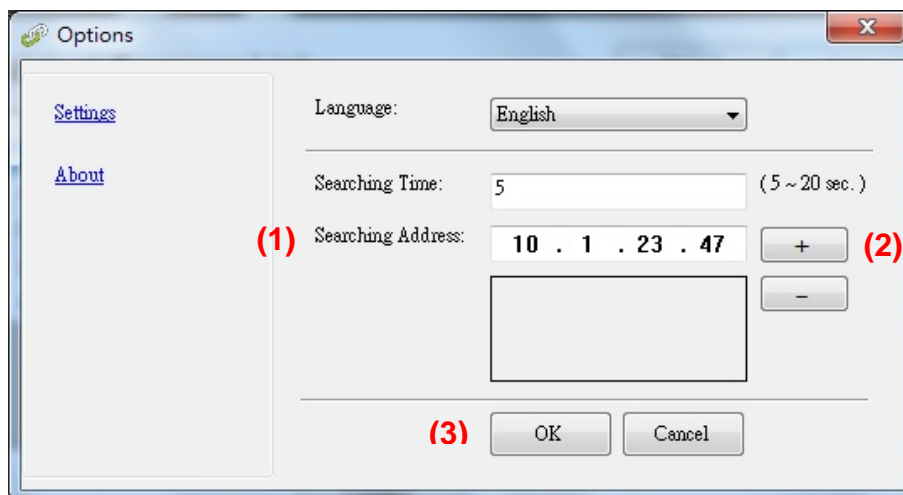 Options
x
Settings
About
Language:
English
Searching Time:
5
( 5 ~ 20 sec. )
(1)
Searching Address:
10 . 1 . 23 . 47
+
(2)
−
(3)
OK
Cancel